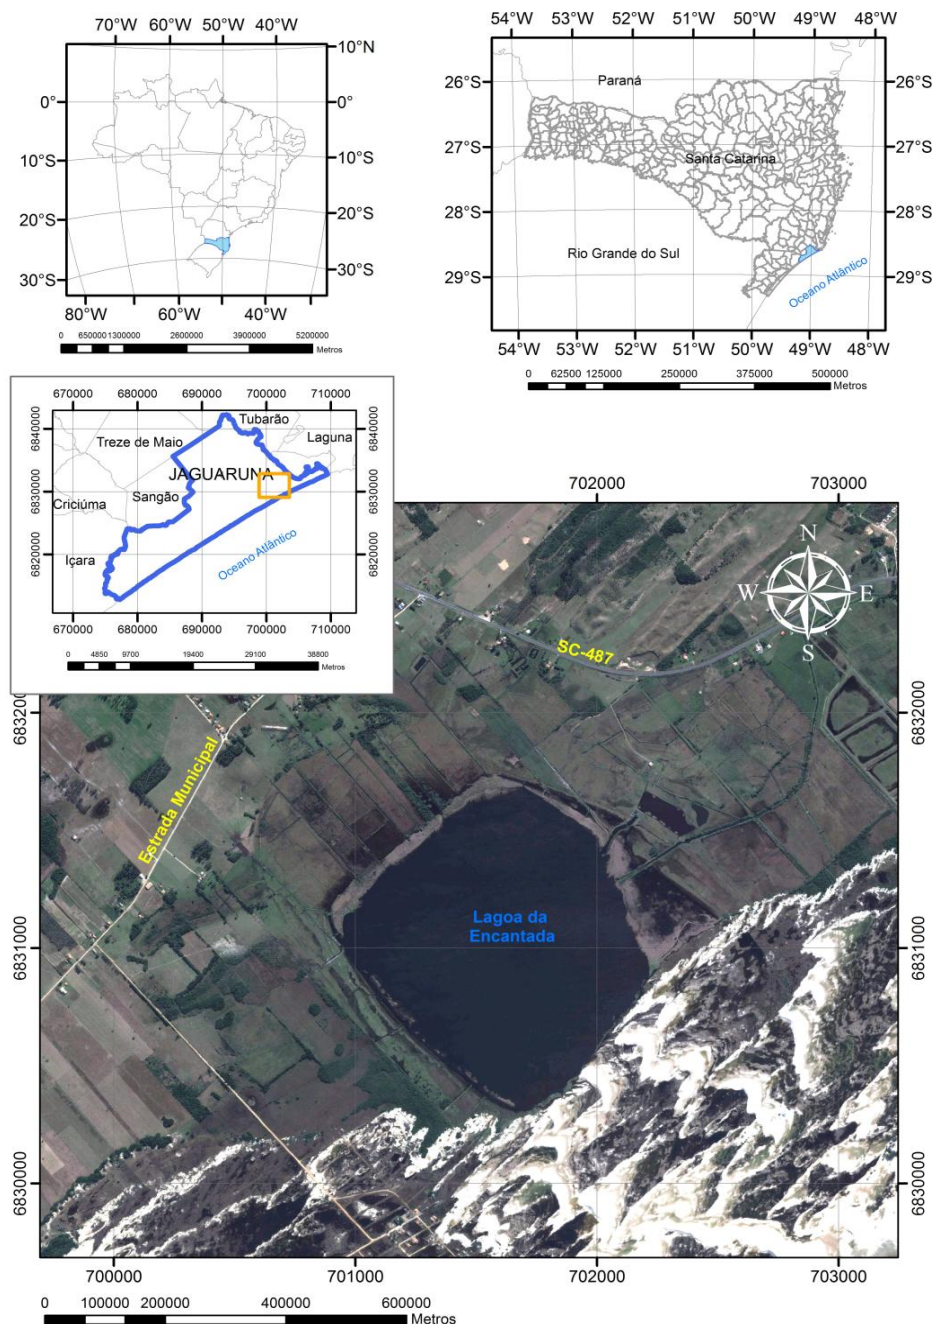 70°W 60°W 50°W 40°W
10°N
0° 0°
10°S 10°S
20°S 20°S
30°S 30°S
80°W 60°W 40°W
0 650000 1300000 2600000 3900000 5200000
Metros
54°W 53°W 52°W 51°W 50°W 49°W 48°W
Paraná
26°S 26°S
27°S 27°S
Santa Catarina
28°S 28°S
Rio Grande do Sul
Oceano Atlântico
29°S 29°S
54°W 53°W 52°W 51°W 50°W 49°W 48°W
0 62500 125000 250000 375000 500000
Metros
670000 680000 690000 700000 710000
6840000 6840000
Tubarão
Treze de Maio
Laguna
JAGUARUNA
6830000 6830000
Sangão
Criciúma
Içara
Oceano Atlântico
6820000 6820000
670000 680000 690000 700000 710000
0 4850 9700 19400 29100 38800
Metros
702000 703000
N
W E
S
SC-487
6832000 6832000
Estrada Municipal
Lagoa da
Encantada
6831000 6831000
6830000 6830000
700000 701000 702000 703000
0 100000 200000 400000 600000
Metros